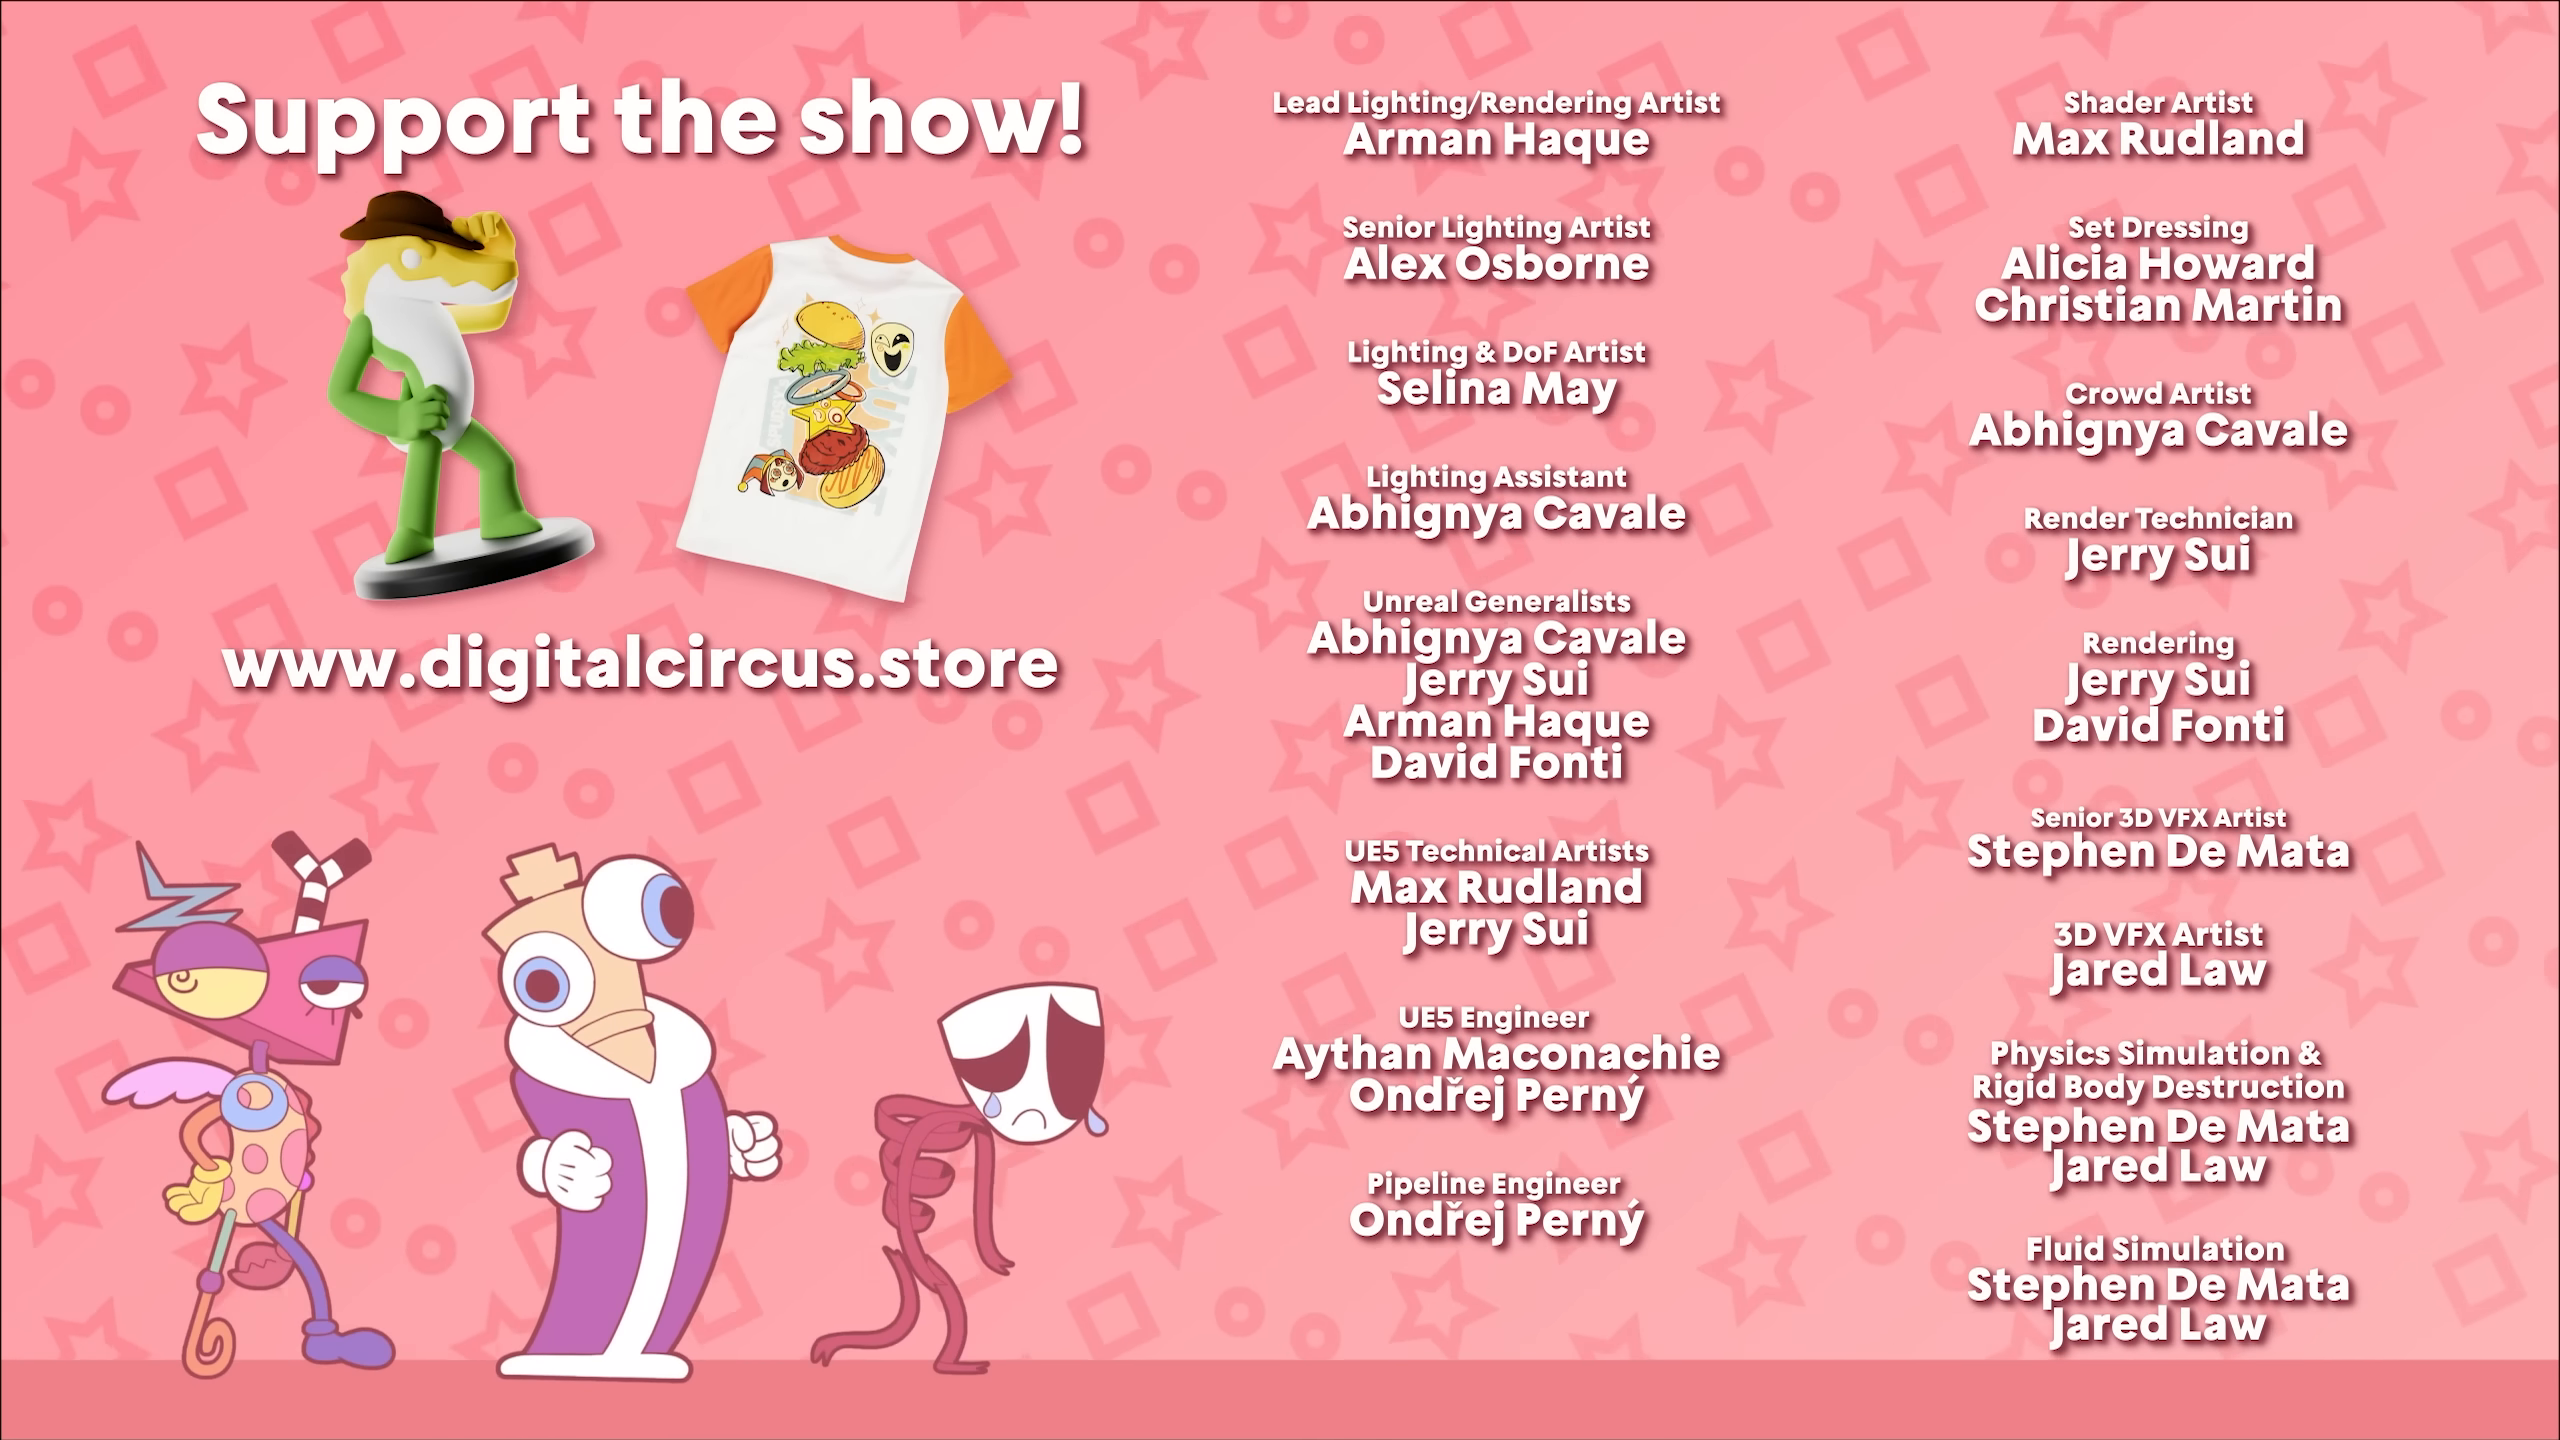 Support the show!
www.digitalcircus.store
Lead Lighting/Rendering Artist
Arman Haque
Senior Lighting Artist
Alex Osborne
Lighting & DoF Artist
Selina May
Lighting Assistant
Abhignya Cavale
Unreal Generalists
Abhignya Cavale
Jerry Sui
Arman Haque
David Fonti
UE5 Technical Artists
Max Rudland
Jerry Sui
UE5 Engineer
Aythan Maconachie
Ondřej Perný
Pipeline Engineer
Ondřej Perný
Shader Artist
Max Rudland
Set Dressing
Alicia Howard
Christian Martin
Crowd Artist
Abhignya Cavale
Render Technician
Jerry Sui
Rendering
Jerry Sui
David Fonti
Senior 3D VFX Artist
Stephen De Mata
3D VFX Artist
Jared Law
Physics Simulation &
Rigid Body Destruction
Stephen De Mata
Jared Law
Fluid Simulation
Stephen De Mata
Jared Law